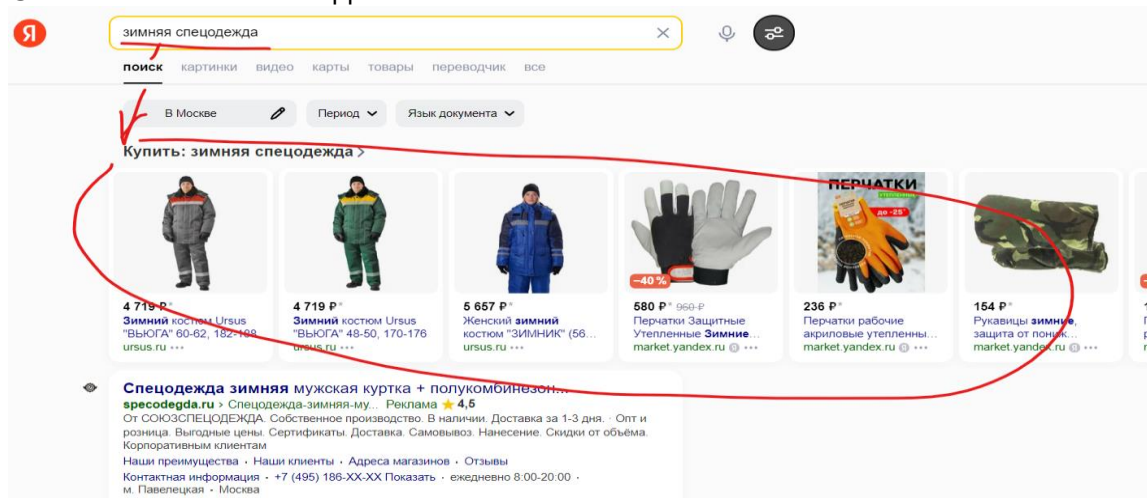 Я
зимняя спецодежда
поиск картинки видео карты товары переводчик все
В Москве Период Язык документа
Купить: зимняя спецодежда >
ПЕРЧАТКИ
до -25°
-40%
4 719 ₽*
Зимний костюм Ursus
"ВЬЮГА" 60-62, 182-188
ursus.ru ···
4 719 ₽*
Зимний костюм Ursus
"ВЬЮГА" 48-50, 170-176
ursus.ru ···
5 657 ₽*
Женский зимний
костюм "ЗИМНИК" (56...
ursus.ru ···
580 ₽* 960 ₽
Перчатки Защитные
Утепленные Зимние...
market.yandex.ru Я ···
236 ₽*
Перчатки рабочие
акриловые утепленны...
market.yandex.ru Я ···
154 ₽*
Рукавицы зимние,
защита от пониж...
market.yandex.ru Я ···
Спецодежда зимняя мужская куртка + полукомбинезон...
specodegda.ru › Спецодежда-зимняя-му... Реклама 4,5
От СОЮЗСПЕЦОДЕЖДА. Собственное производство. В наличии. Доставка за 1-3 дня. · Опт и
розница. Выгодные цены. Сертификаты. Доставка. Самовывоз. Нанесение. Скидки от объёма.
Корпоративным клиентам
Наши преимущества · Наши клиенты · Адреса магазинов · Отзывы
Контактная информация · +7 (495) 186-XX-XX Показать · ежедневно 8:00-20:00 ·
м. Павелецкая · Москва